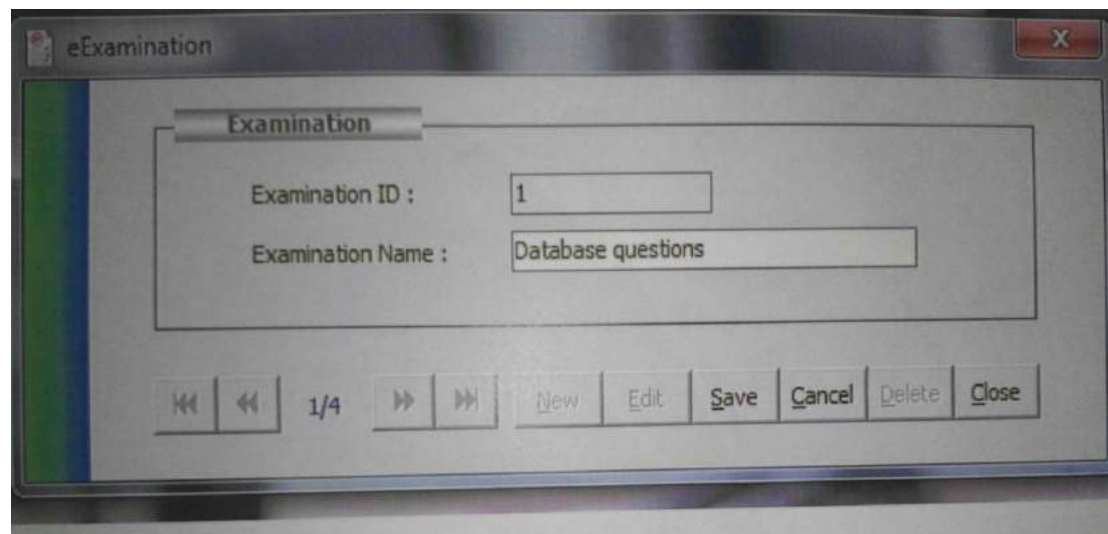 eExamination
Examination
Examination ID : 1
Examination Name : Database questions
1/4 New Edit Save Cancel Delete Close